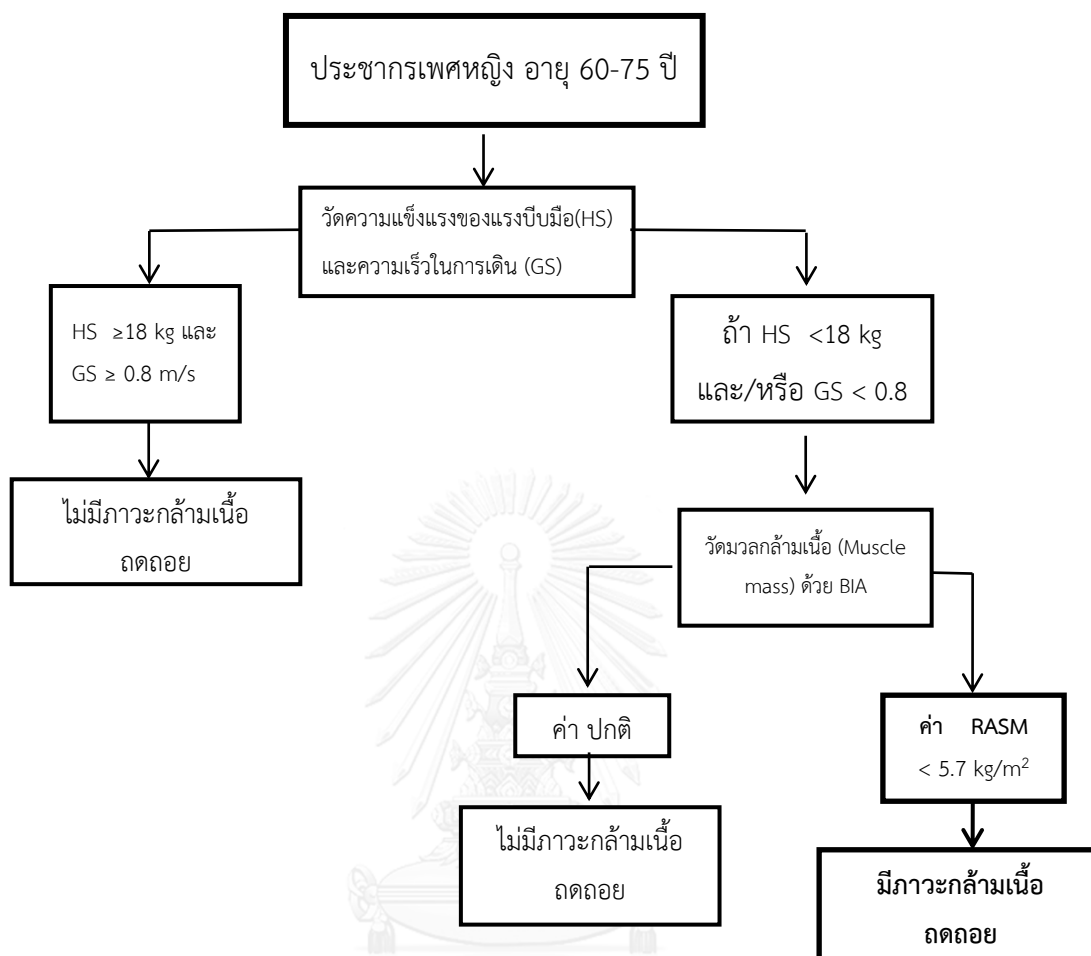 ประชากรเพศหญิง อายุ 60-75 ปี
วัดความแข็งแรงของแรงบีบมือ(HS)
และความเร็วในการเดิน (GS)
HS ≥18 kg และ
GS ≥ 0.8 m/s
ถ้า HS <18 kg
และ/หรือ GS < 0.8
ไม่มีภาวะกล้ามเนื้อ
ถดถอย
วัดมวลกล้ามเนื้อ (Muscle
mass) ด้วย BIA
ค่า ปกติ
ค่า RASM
< 5.7 kg/m²
ไม่มีภาวะกล้ามเนื้อ
ถดถอย
มีภาวะกล้ามเนื้อ
ถดถอย